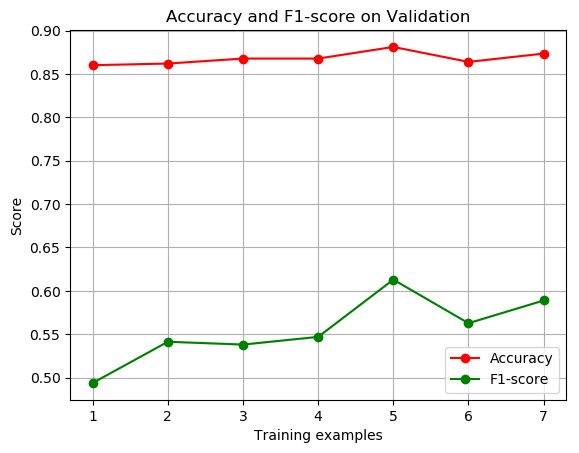 Accuracy and F1-score on Validation
Score
0.90
0.85
0.80
0.75
0.70
0.65
0.60
0.55
0.50
Accuracy
F1-score
1 2 3 4 5 6 7
Training examples